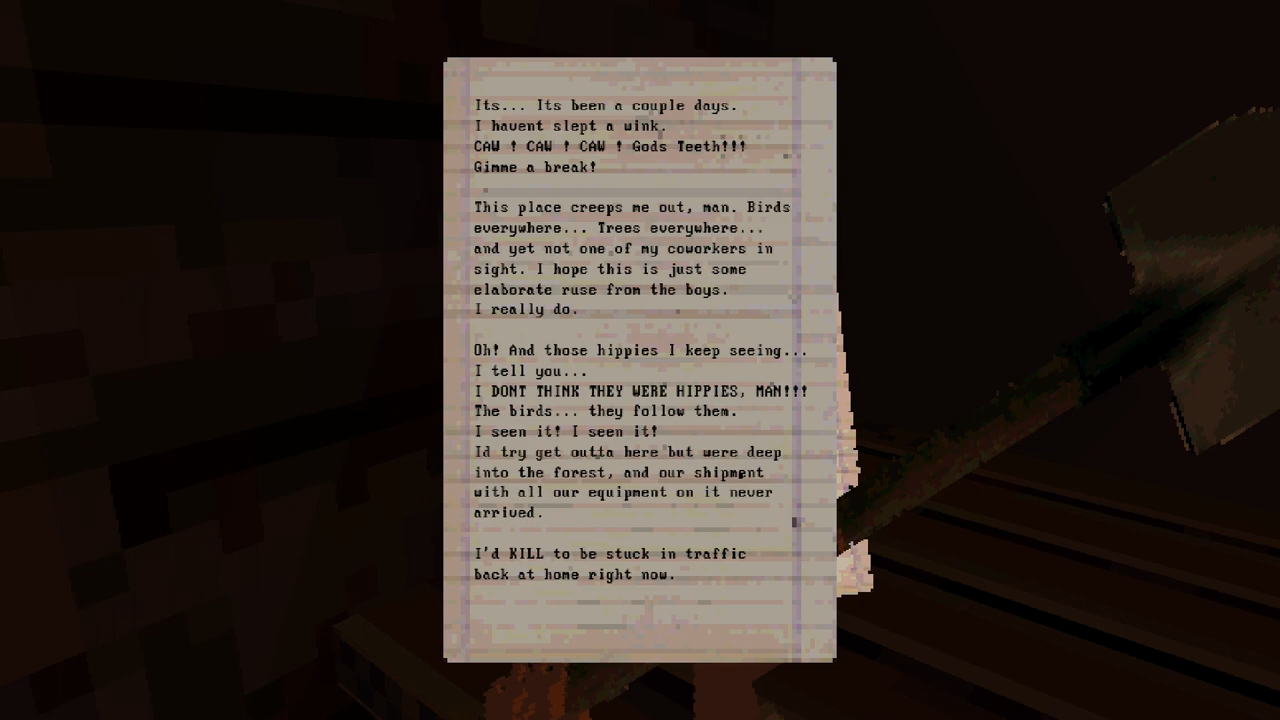 Its... Its been a couple days.
I havent slept a wink.
CAW ! CAW ! CAW ! Gods Teeth!!!
Gimme a break!
This place creeps me out, man. Birds
everywhere... Trees everywhere...
and yet not one of my coworkers in
sight. I hope this is just some
elaborate ruse from the boys.
I really do.
Oh! And those hippies I keep seeing...
I tell you...
I DONT THINK THEY WERE HIPPIES, MAN!!!
The birds... they follow them.
I seen it! I seen it!
Id try get outta here but were deep
into the forest, and our shipment
with all our equipment on it never
arrived.
I'd KILL to be stuck in traffic
back at home right now.